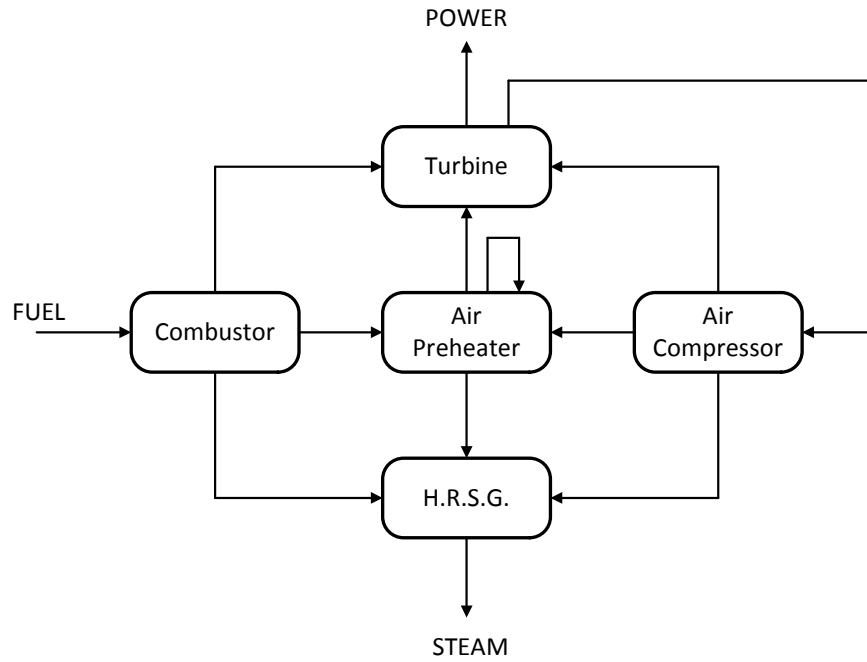 POWER
Turbine
FUEL
Combustor
Air
Preheater
Air
Compressor
H.R.S.G.
STEAM